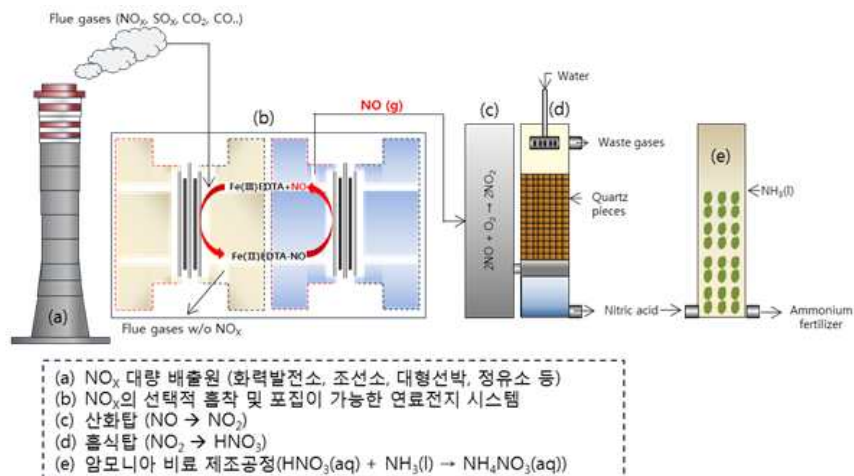 Flue gases (NOX, SOX, CO2, CO..)
(b)
NO (g)
(c)
Water
(d)
Waste gases
(e)
Fe(III)EDTA+NO
2NO + O2 → 2NO2
Quartz
pieces
NH3(l)
Fe(II)EDTA-NO
(a)
Flue gases w/o NOX
Nitric acid
Ammonium
fertilizer
(a) NOX 대량 배출원 (화력발전소, 조선소, 대형선박, 정유소 등)
(b) NOX의 선택적 흡착 및 포집이 가능한 연료전지 시스템
(c) 산화탑 (NO → NO2)
(d) 흡식탑 (NO2 → HNO3)
(e) 암모니아 비료 제조공정(HNO3(aq) + NH3(l) → NH4NO3(aq))